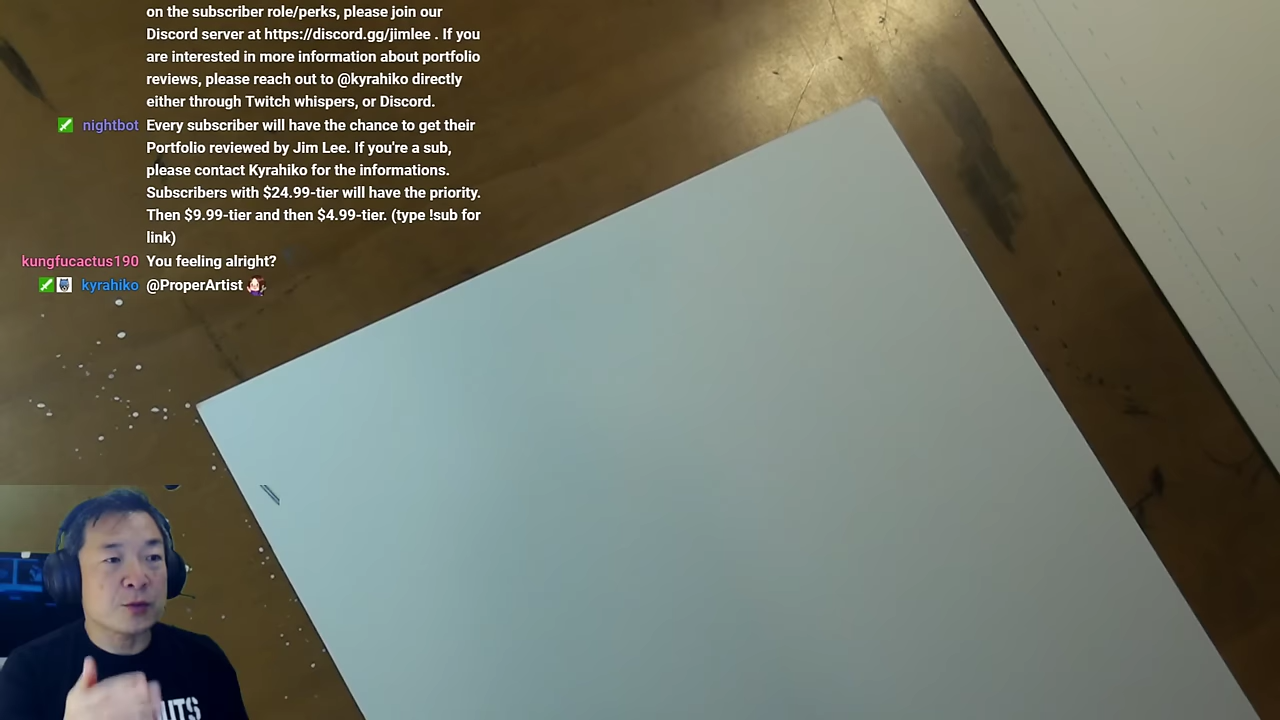 on the subscriber role/perks, please join our
Discord server at https://discord.gg/jimlee . If you
are interested in more information about portfolio
reviews, please reach out to @kyrahiko directly
either through Twitch whispers, or Discord.
nightbot Every subscriber will have the chance to get their
Portfolio reviewed by Jim Lee. If you're a sub,
please contact Kyrahiko for the informations.
Subscribers with $24.99-tier will have the priority.
Then $9.99-tier and then $4.99-tier. (type !sub for
link)
kungfucactus190 You feeling alright?
kyrahiko @ProperArtist